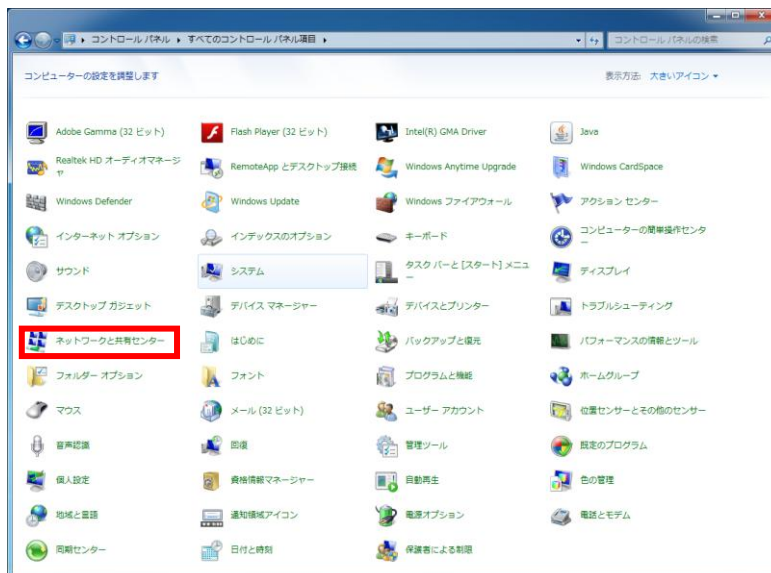 コントロール パネル ▸ すべてのコントロール パネル項目 ▸
コントロール パネルの検索
コンピューターの設定を調整します
表示方法: 大きいアイコン ▾
Adobe Gamma (32 ビット)
Flash Player (32 ビット)
Intel(R) GMA Driver
Java
Realtek HD オーディオマネージ
ャ
RemoteApp とデスクトップ接続
Windows Anytime Upgrade
Windows CardSpace
Windows Defender
Windows Update
Windows ファイアウォール
アクション センター
インターネット オプション
インデックスのオプション
キーボード
コンピューターの簡単操作センタ
ー
サウンド
システム
タスク バーと [スタート] メニュ
ー
ディスプレイ
デスクトップ ガジェット
デバイス マネージャー
デバイスとプリンター
トラブルシューティング
ネットワークと共有センター
はじめに
バックアップと復元
パフォーマンスの情報とツール
フォルダー オプション
フォント
プログラムと機能
ホームグループ
マウス
メール (32 ビット)
ユーザー アカウント
位置センサーとその他のセンサー
音声認識
回復
管理ツール
既定のプログラム
個人設定
資格情報マネージャー
自動再生
色の管理
地域と言語
通知領域アイコン
電源オプション
電話とモデム
同期センター
日付と時刻
保護者による制限